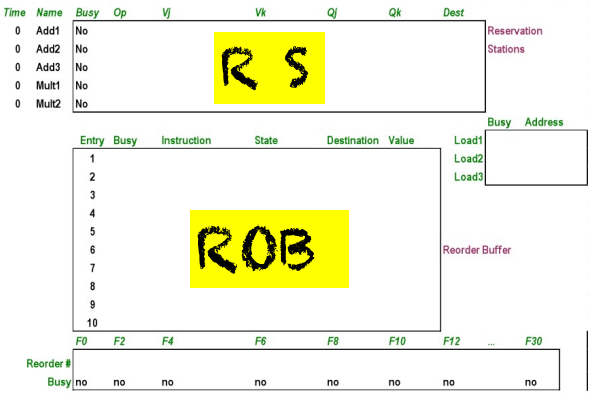 Time Name Busy Op Vj Vk Qj Qk Dest
0 Add1 No Reservation
0 Add2 No Stations
0 Add3 No
0 Mult1 No
0 Mult2 No
R S
Busy Address
Entry Busy Instruction State Destination Value Load1
1 Load2
2 Load3
3
4
5
6 Reorder Buffer
7
8
9
10
ROB
F0 F2 F4 F6 F8 F10 F12 ... F30
Reorder #
Busy no no no no no no no no